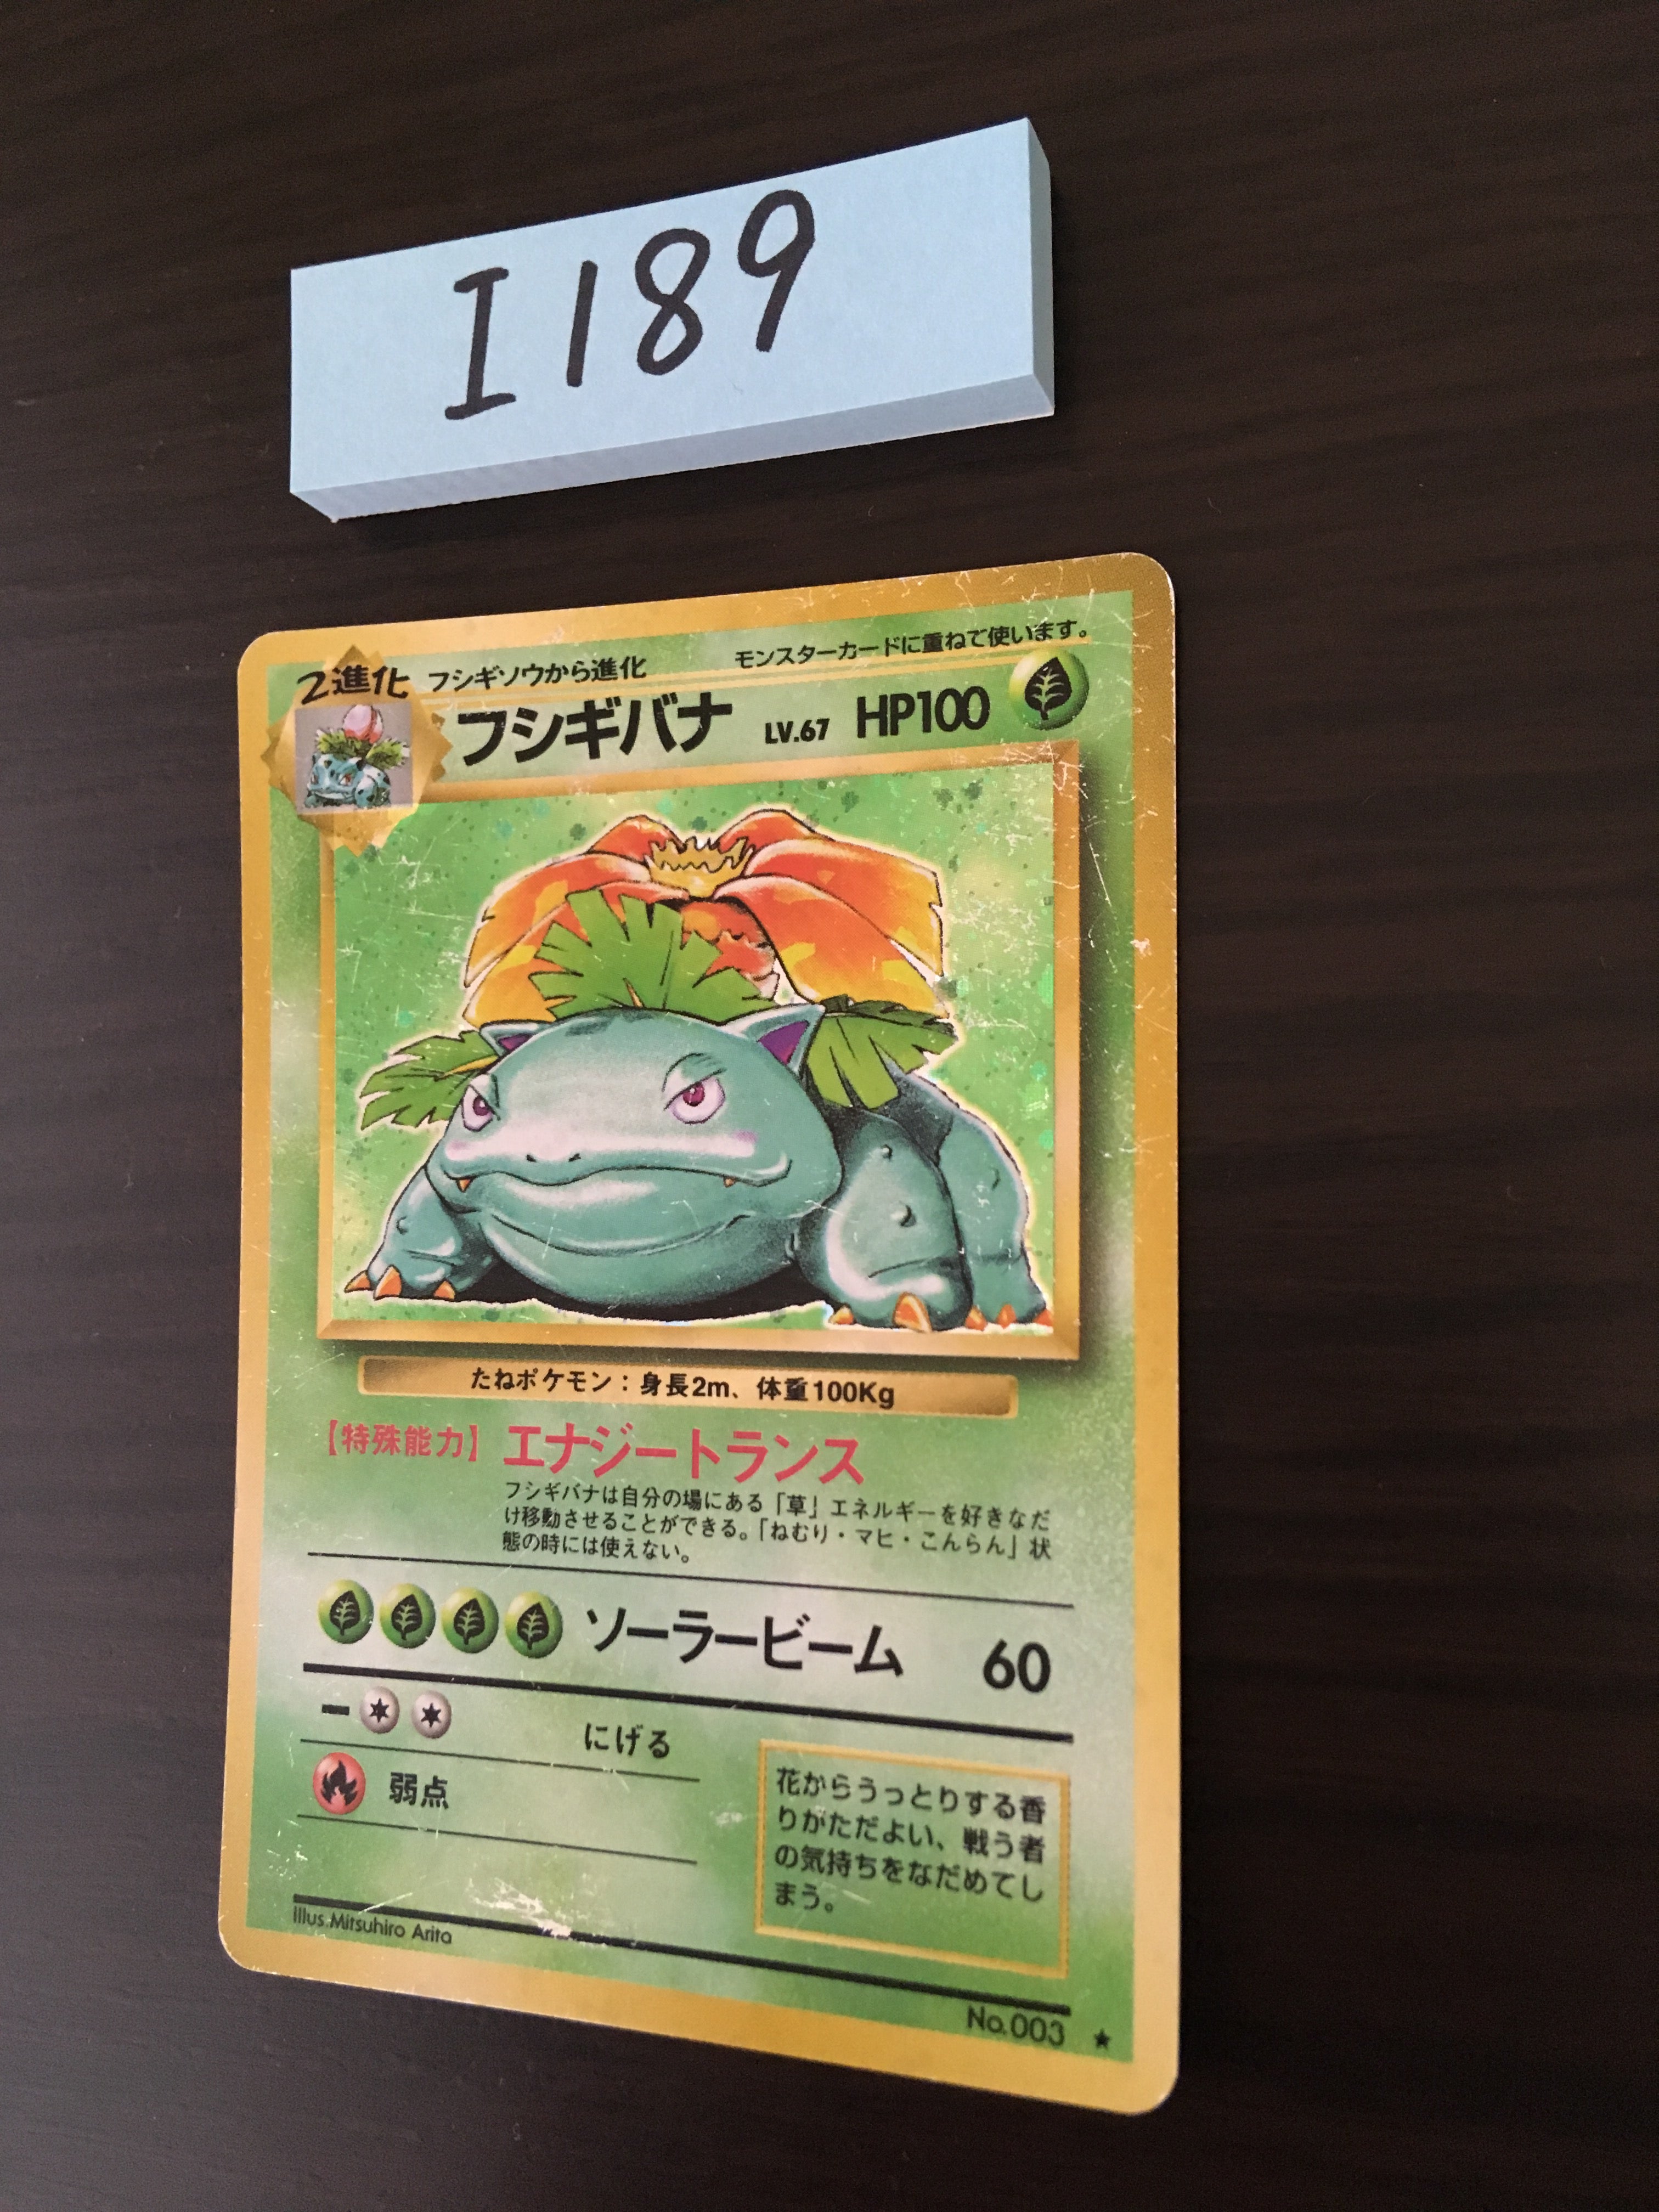 I189
2進化 フシギソウから進化 モンスターカードに重ねて使います。
フシギバナ LV.67 HP100
たねポケモン：身長2m、体重100Kg
【特殊能力】エナジートランス
フシギバナは自分の場にある「草」エネルギーを好きなだ
け移動させることができる。「ねむり・マヒ・こんらん」状
態の時には使えない。
ソーラービーム 60
− にげる
弱点
花からうっとりする香
りがただよい、戦う者
の気持ちをなだめてし
まう。
Illus. Mitsuhiro Arita
No.003 ★